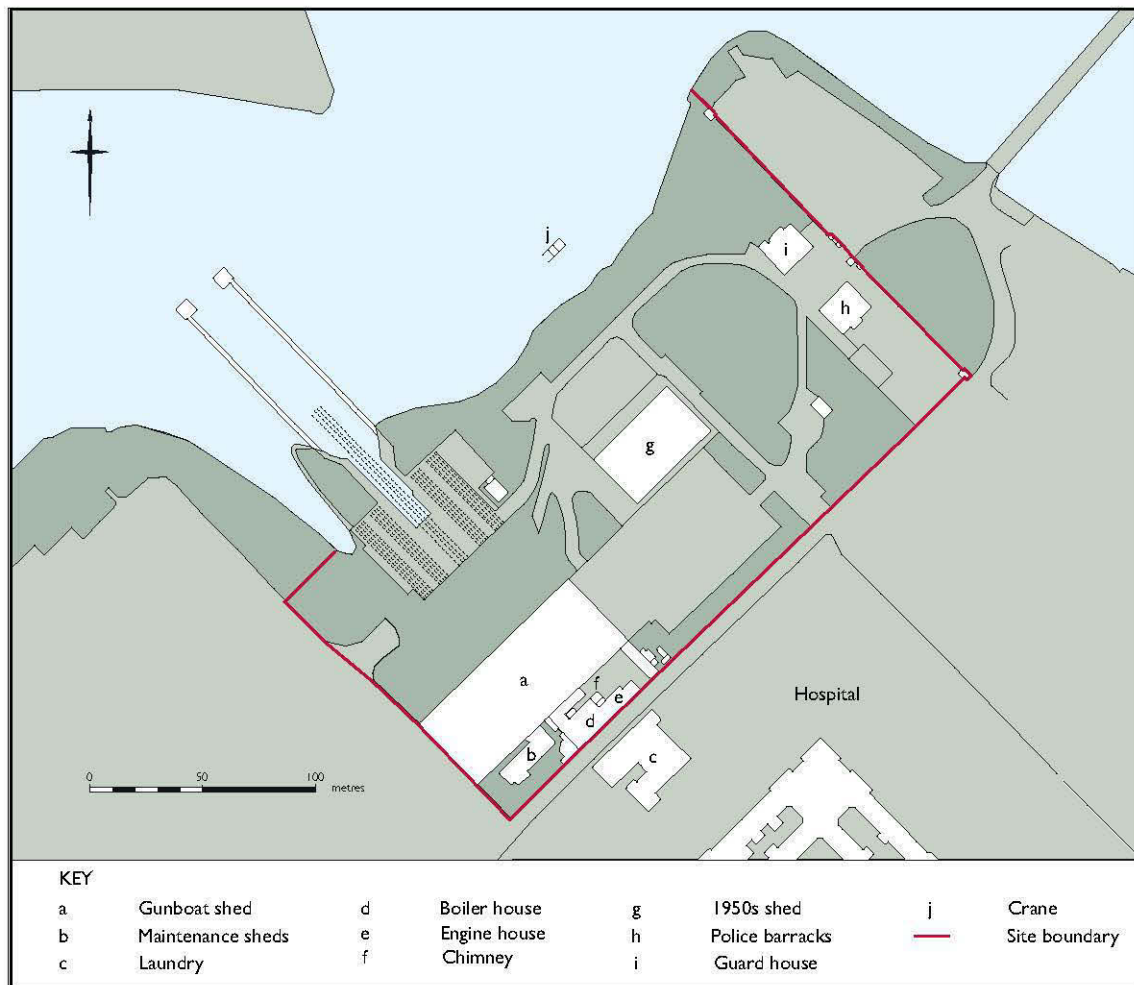 j
i
h
g
a
f
e
d
b
c
Hospital
0 50 100
metres
KEY
a Gunboat shed d Boiler house g 1950s shed j Crane
b Maintenance sheds e Engine house h Police barracks Site boundary
c Laundry f Chimney i Guard house